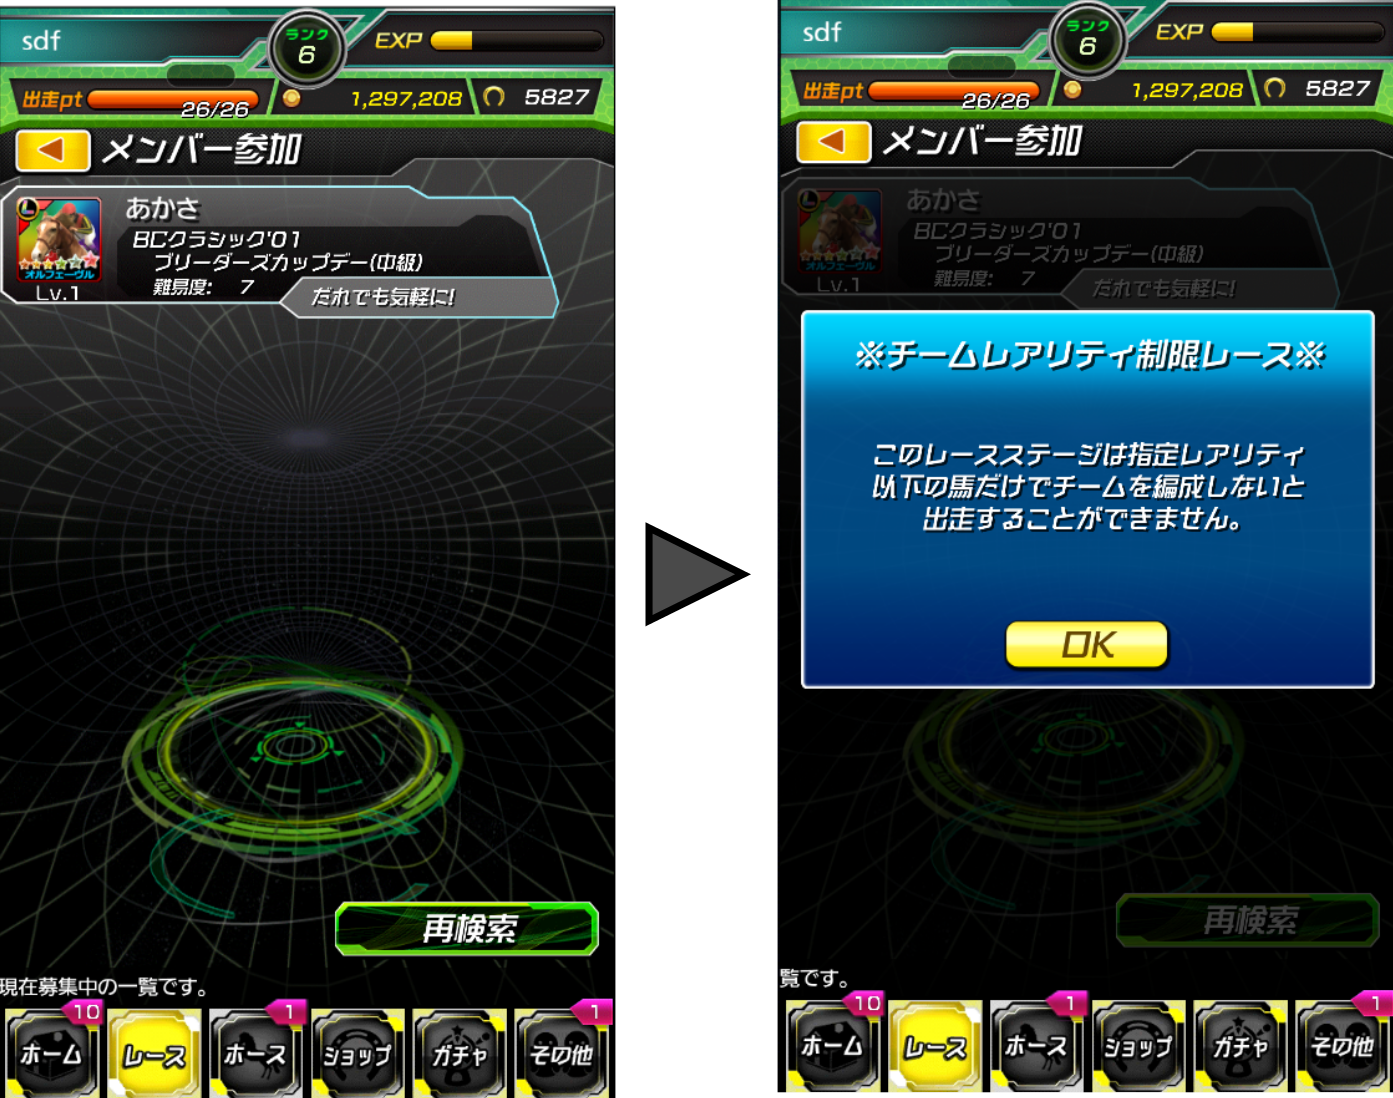 sdf
ランク
6
EXP
出走pt
26/26
1,297,208
5827
メンバー参加
あかさ
BCクラシック'01
ブリーダーズカップデー(中級)
難易度: 7
だれでも気軽に!
L
オルフェーヴル
Lv.1
再検索
現在募集中の一覧です。
10
1
1
ホーム
レース
ホース
ショップ
ガチャ
その他
sdf
ランク
6
EXP
出走pt
26/26
1,297,208
5827
メンバー参加
あかさ
BCクラシック'01
ブリーダーズカップデー(中級)
難易度: 7
だれでも気軽に!
Lv.1
※チームレアリティ制限レース※
このレースステージは指定レアリティ
以下の馬だけでチームを編成しないと
出走することができません。
OK
再検索
覧です。
10
1
1
ホーム
レース
ホース
ショップ
ガチャ
その他